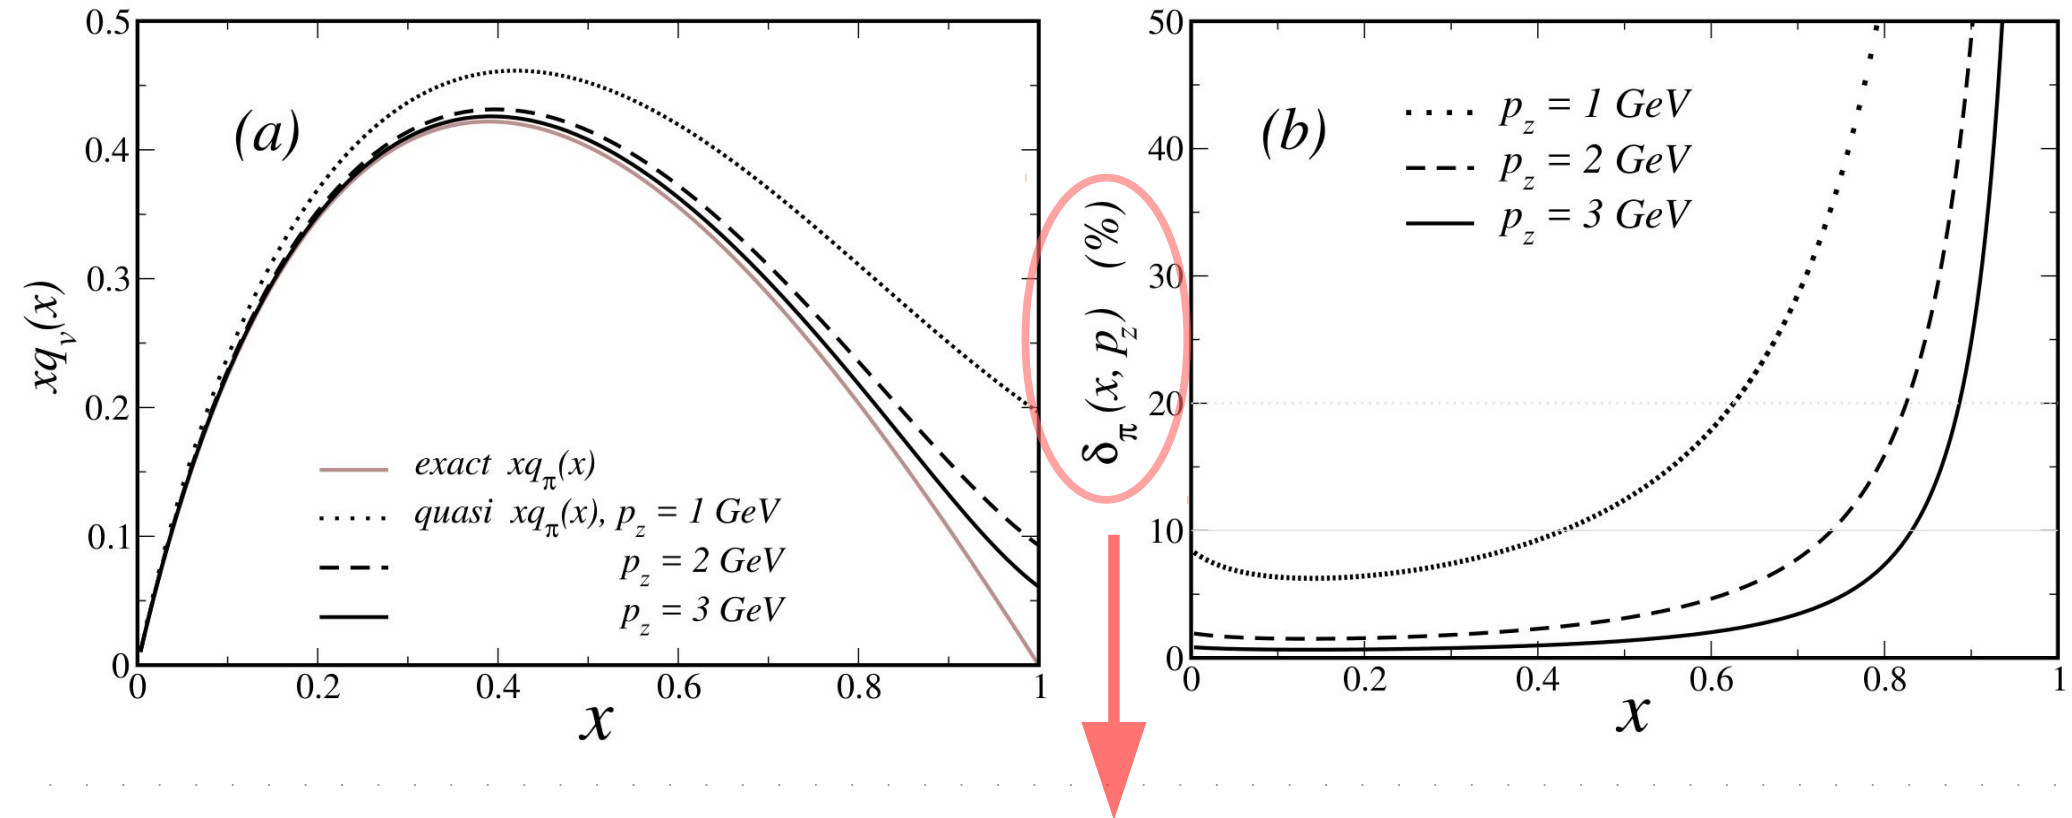 0.5
0.4
0.3
0.2
0.1
0
xq_v(x)
(a)
exact xq_π(x)
quasi xq_π(x), p_z = 1 GeV
p_z = 2 GeV
p_z = 3 GeV
0 0.2 0.4 0.6 0.8 1
x
δ_π(x, p_z) (%)
50
40
30
20
10
0
(b)
p_z = 1 GeV
p_z = 2 GeV
p_z = 3 GeV
0 0.2 0.4 0.6 0.8 1
x